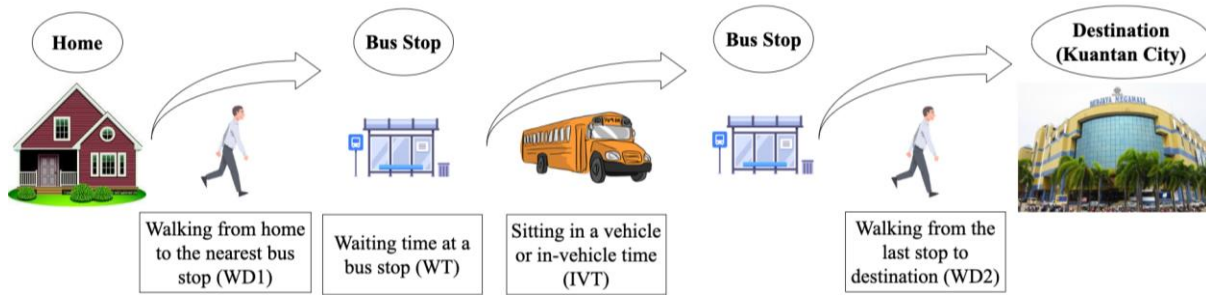 Home
Bus Stop
Bus Stop
Destination
(Kuantan City)
BERJAYA MEGAMALL
Walking from home
to the nearest bus
stop (WD1)
Waiting time at a
bus stop (WT)
Sitting in a vehicle
or in-vehicle time
(IVT)
Walking from the
last stop to
destination (WD2)